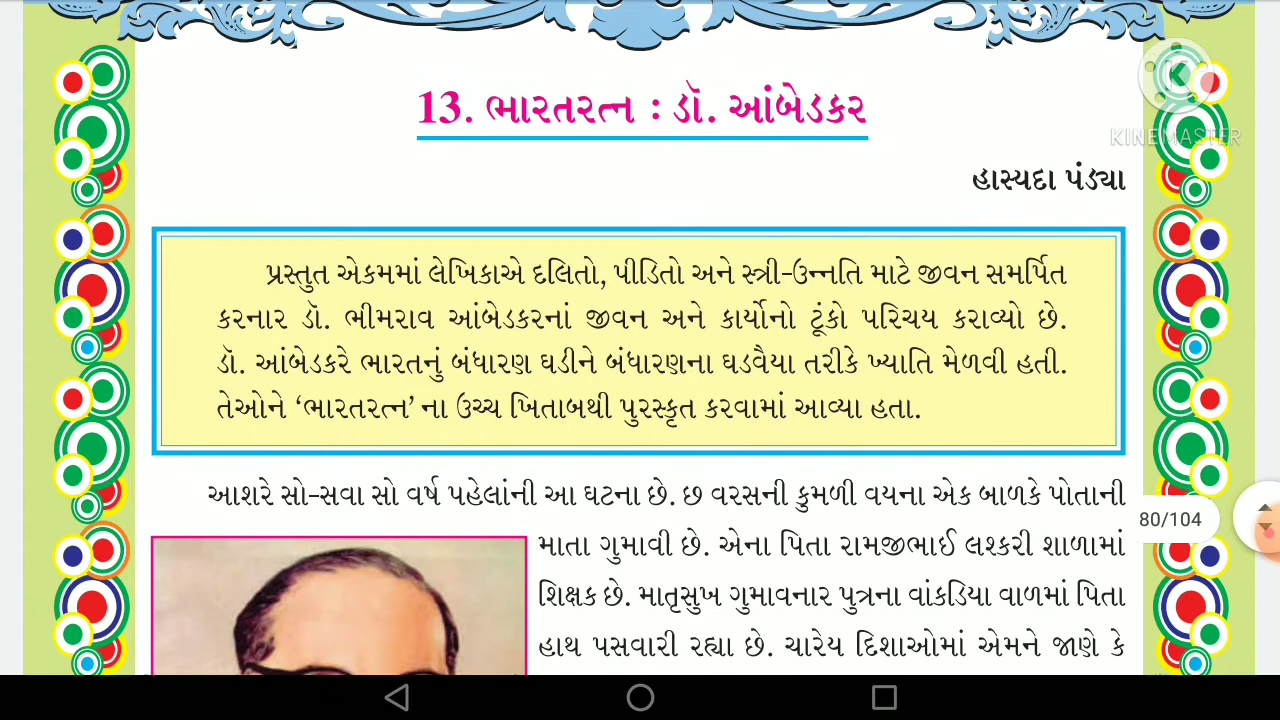 13. ભારતરત્ન : ડૉ. આંબેડકર
KINEMASTER
હાસ્યદા પંડ્યા
પ્રસ્તુત એકમમાં લેખિકાએ દલિતો, પીડિતો અને સ્ત્રી-ઉન્નતિ માટે જીવન સમર્પિત
કરનાર ડૉ. ભીમરાવ આંબેડકરનાં જીવન અને કાર્યોનો ટૂંકો પરિચય કરાવ્યો છે.
ડૉ. આંબેડકરે ભારતનું બંધારણ ઘડીને બંધારણના ઘડવૈયા તરીકે ખ્યાતિ મેળવી હતી.
તેઓને ‘ભારતરત્ન’ ના ઉચ્ચ ખિતાબથી પુરસ્કૃત કરવામાં આવ્યા હતા.
આશરે સો-સવા સો વર્ષ પહેલાંની આ ઘટના છે. છ વરસની કુમળી વયના એક બાળકે પોતાની
80/104
માતા ગુમાવી છે. એના પિતા રામજીભાઈ લશ્કરી શાળામાં
શિક્ષક છે. માતૃસુખ ગુમાવનાર પુત્રના વાંકડિયા વાળમાં પિતા
હાથ પસવારી રહ્યા છે. ચારેય દિશાઓમાં એમને જાણે કે